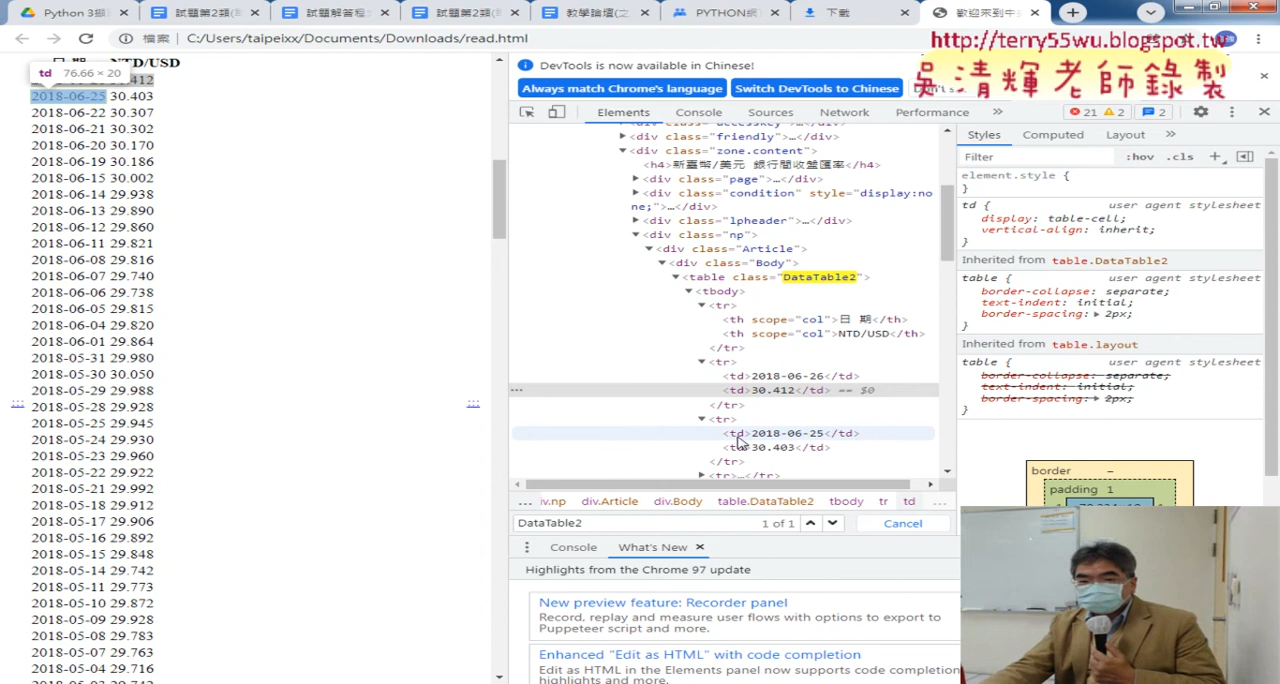 Python 3擷
試題第2類(
試題解答程
試題第2類(
教學論壇(之
PYTHON網
下載
歡迎來到中
檔案
C:/Users/taipeixx/Documents/Downloads/read.html
http://terry55wu.blogspot.tw
吳清輝老師錄製
日 期 NTD/USD
td 76.66 × 20
2018-06-25 30.403
2018-06-22 30.307
2018-06-21 30.302
2018-06-20 30.170
2018-06-19 30.186
2018-06-15 30.002
2018-06-14 29.938
2018-06-13 29.890
2018-06-12 29.860
2018-06-11 29.821
2018-06-08 29.816
2018-06-07 29.740
2018-06-06 29.738
2018-06-05 29.815
2018-06-04 29.820
2018-06-01 29.864
2018-05-31 29.980
2018-05-30 30.050
2018-05-29 29.988
2018-05-28 29.928
2018-05-25 29.945
2018-05-24 29.930
2018-05-23 29.960
2018-05-22 29.922
2018-05-21 29.992
2018-05-18 29.912
2018-05-17 29.906
2018-05-16 29.892
2018-05-15 29.848
2018-05-14 29.742
2018-05-11 29.773
2018-05-10 29.872
2018-05-09 29.928
2018-05-08 29.783
2018-05-07 29.763
2018-05-04 29.716
:::
:::
DevTools is now available in Chinese!
Always match Chrome's language
Switch DevTools to Chinese
Elements Console Sources Network Performance » 21 2 2
<div class="friendly">…</div>
<div class="zone.content">
<h4>新臺幣/美元 銀行間收盤匯率</h4>
<div class="page">…</div>
<div class="condition" style="display:no
ne;">…</div>
<div class="lpheader">…</div>
<div class="np">
<div class="Article">
<div class="Body">
<table class="DataTable2">
<tbody>
<tr>
<th scope="col">日 期</th>
<th scope="col">NTD/USD</th>
</tr>
<tr>
<td>2018-06-26</td>
<td>30.412</td> == $0
</tr>
<tr>
<td>2018-06-25</td>
30.403</td>
</tr>
<tr>…</tr>
… div.Article div.Body table.DataTable2 tbody tr td …
DataTable2 1 of 1 Cancel
Console What's New ×
Highlights from the Chrome 97 update
New preview feature: Recorder panel
Record, replay and measure user flows with options to export to
Puppeteer script and more.
Enhanced "Edit as HTML" with code completion
Edit as HTML in the Elements panel now supports code completion
Styles Computed Layout »
Filter :hov .cls +
element.style {
}
td { user agent stylesheet
display: table-cell;
vertical-align: inherit;
}
Inherited from table.DataTable2
table { user agent stylesheet
border-collapse: separate;
text-indent: initial;
border-spacing: 2px;
}
Inherited from table.layout
table { user agent stylesheet
border-collapse: separate;
text-indent: initial;
border-spacing: 2px;
}
border –
padding 1